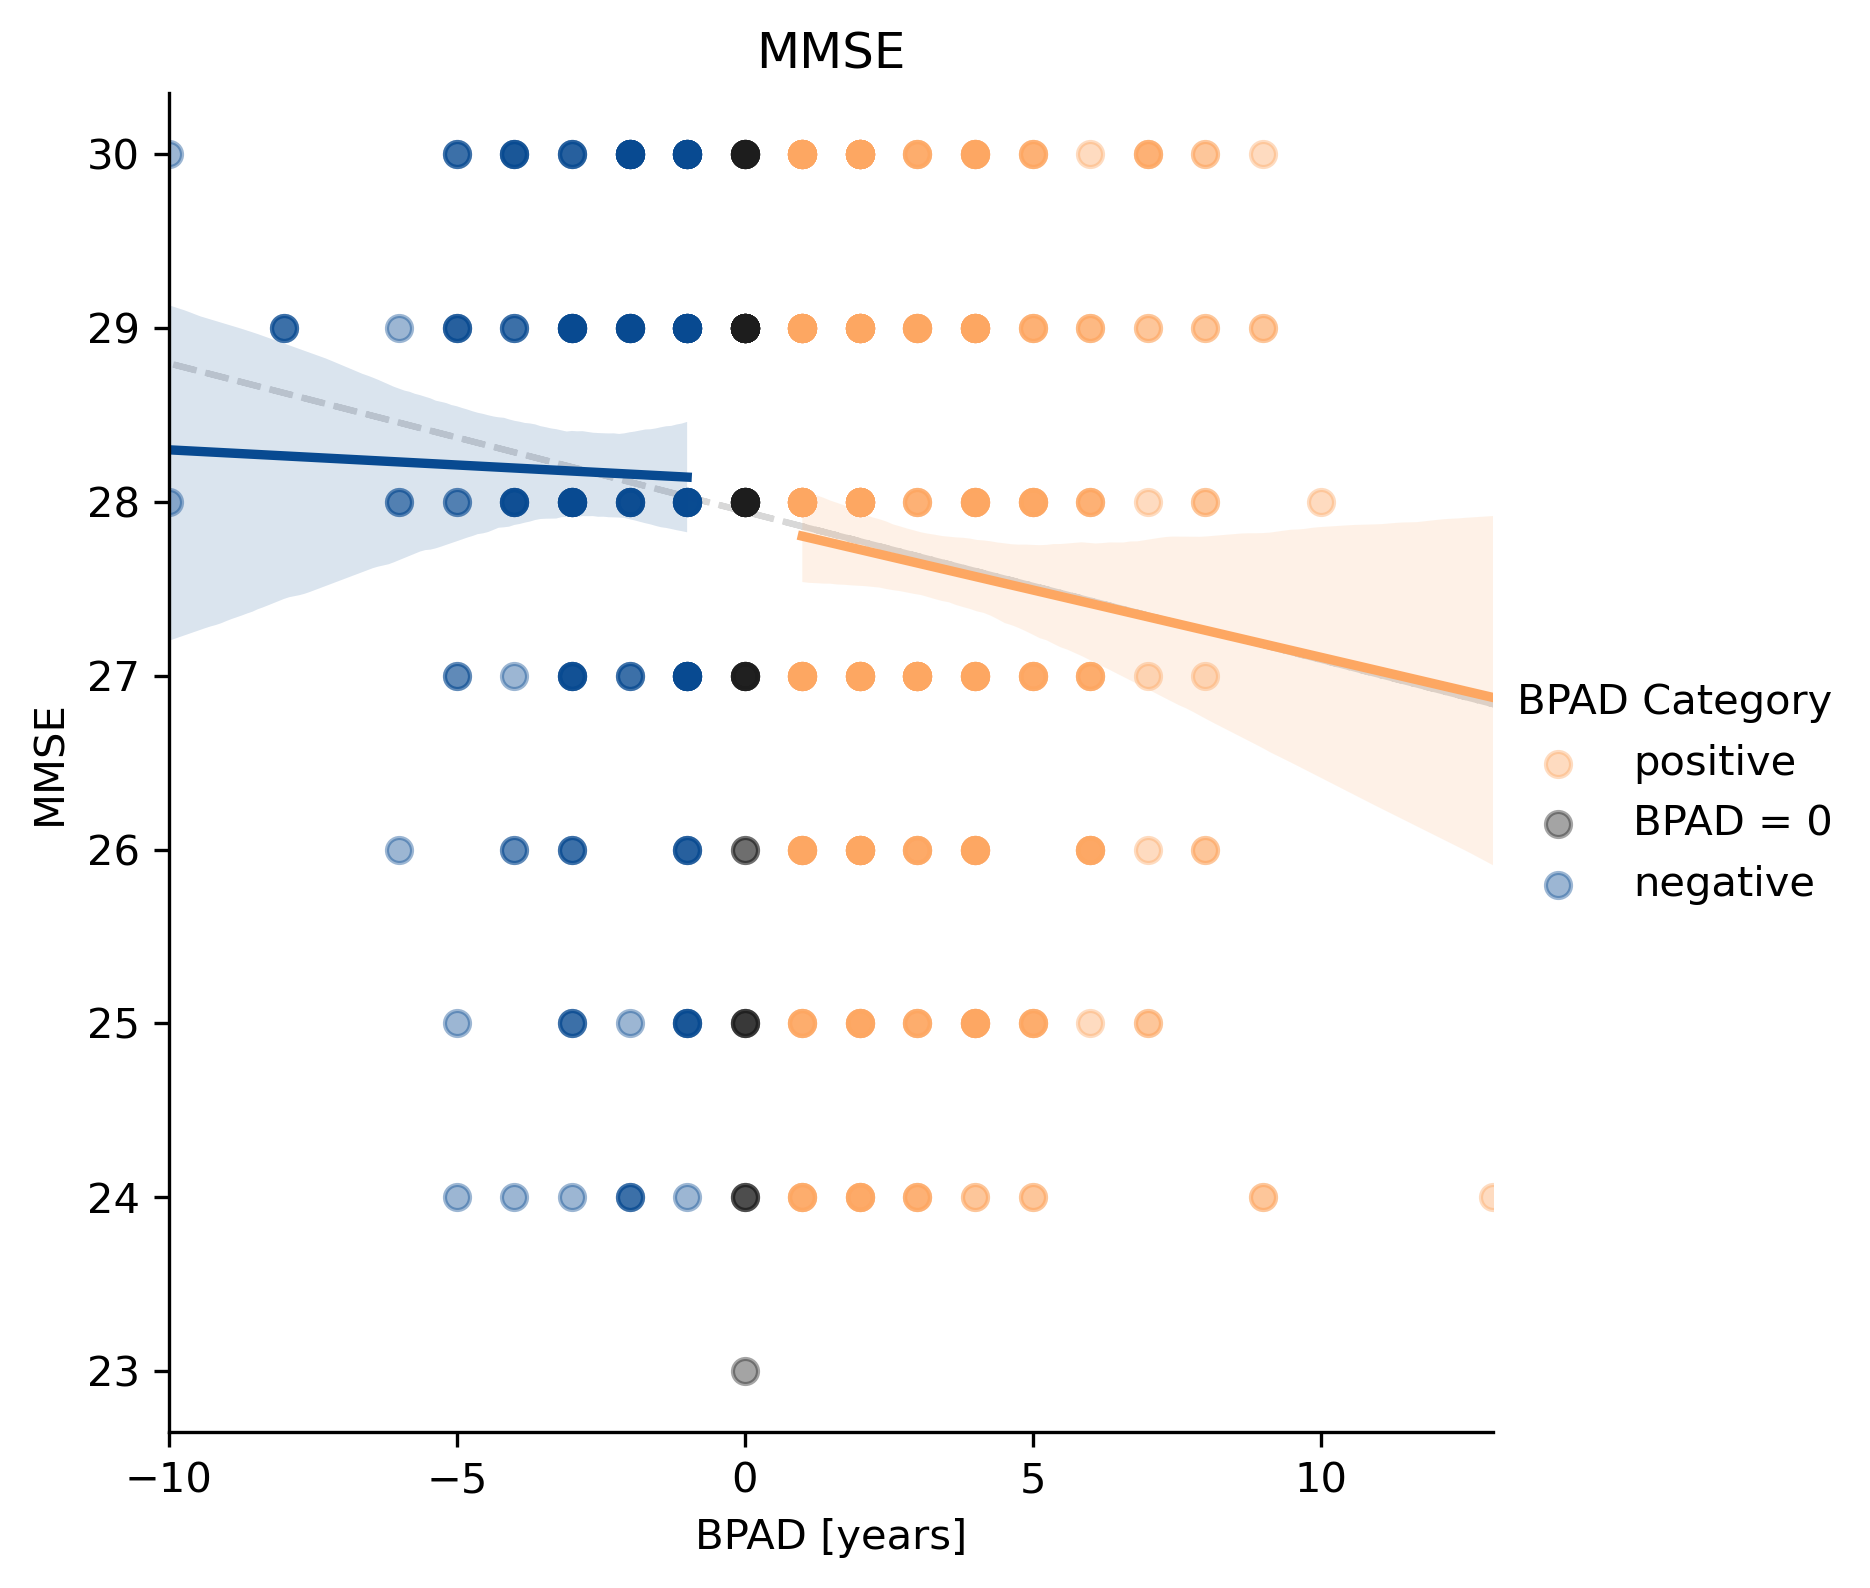 MMSE
30
29
28
27
26
25
24
23
MMSE
−10
−5
0
5
10
BPAD [years]
BPAD Category
positive
BPAD = 0
negative